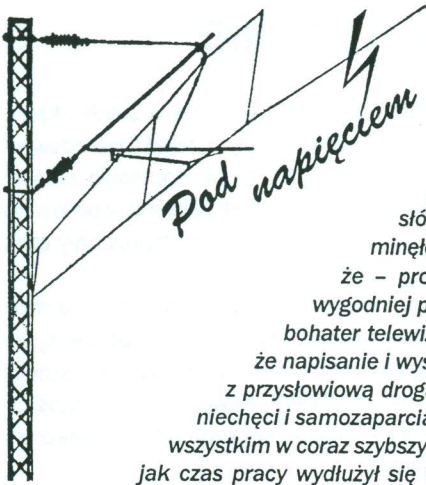 Pod napięciem
słó
minęło
że – pro
wygodniej p
bohater telewiz
że napisanie i wys
z przysłowiową drogą
niechęci i samozaparcia
wszystkim w coraz szybszy
jak czas pracy wydłużył się